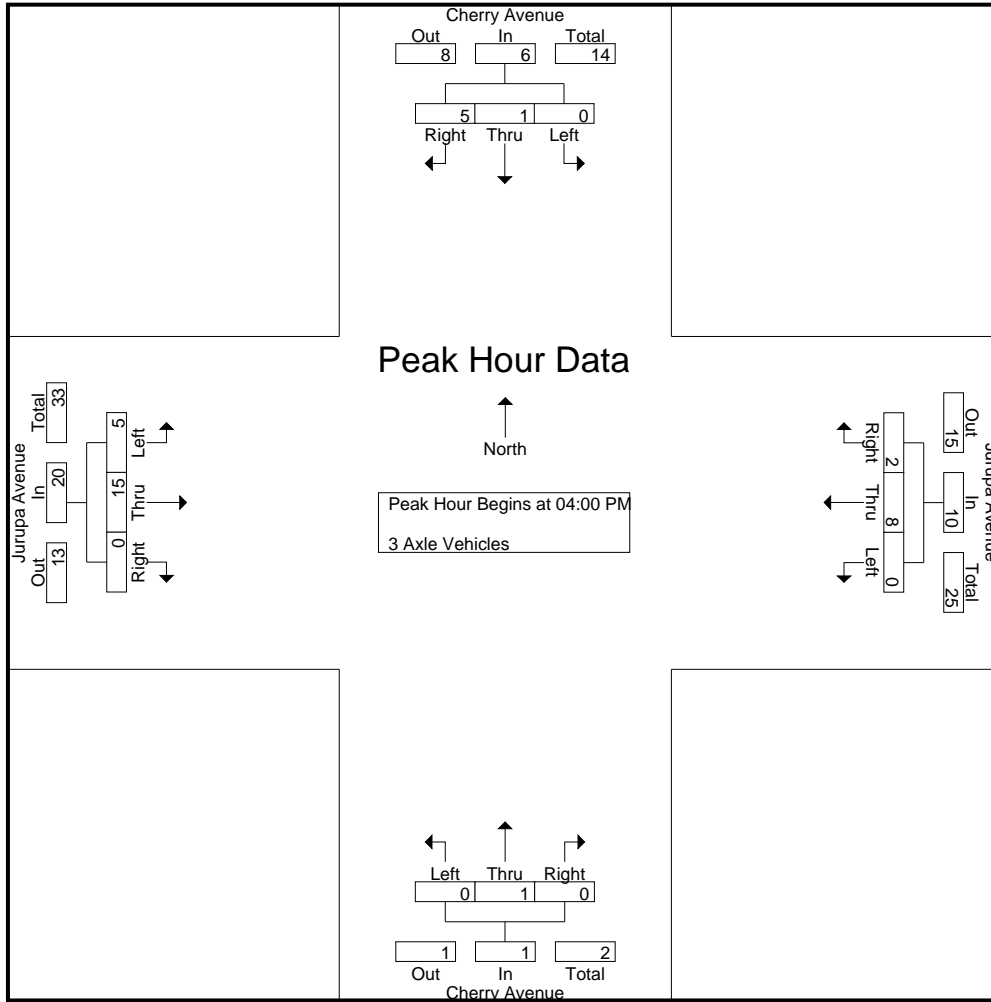 Cherry Avenue
Out In Total
8 6 14
5 1 0
Right Thru Left
Peak Hour Data
North
Peak Hour Begins at 04:00 PM
3 Axle Vehicles
Jurupa Avenue
Total In Out
33 20 13
5 15 0
Left Thru Right
Right Thru Left
2 8 0
Out In Total
15 10 25
Jurupa Avenue
Left Thru Right
0 1 0
1 1 2
Out In Total
Cherry Avenue